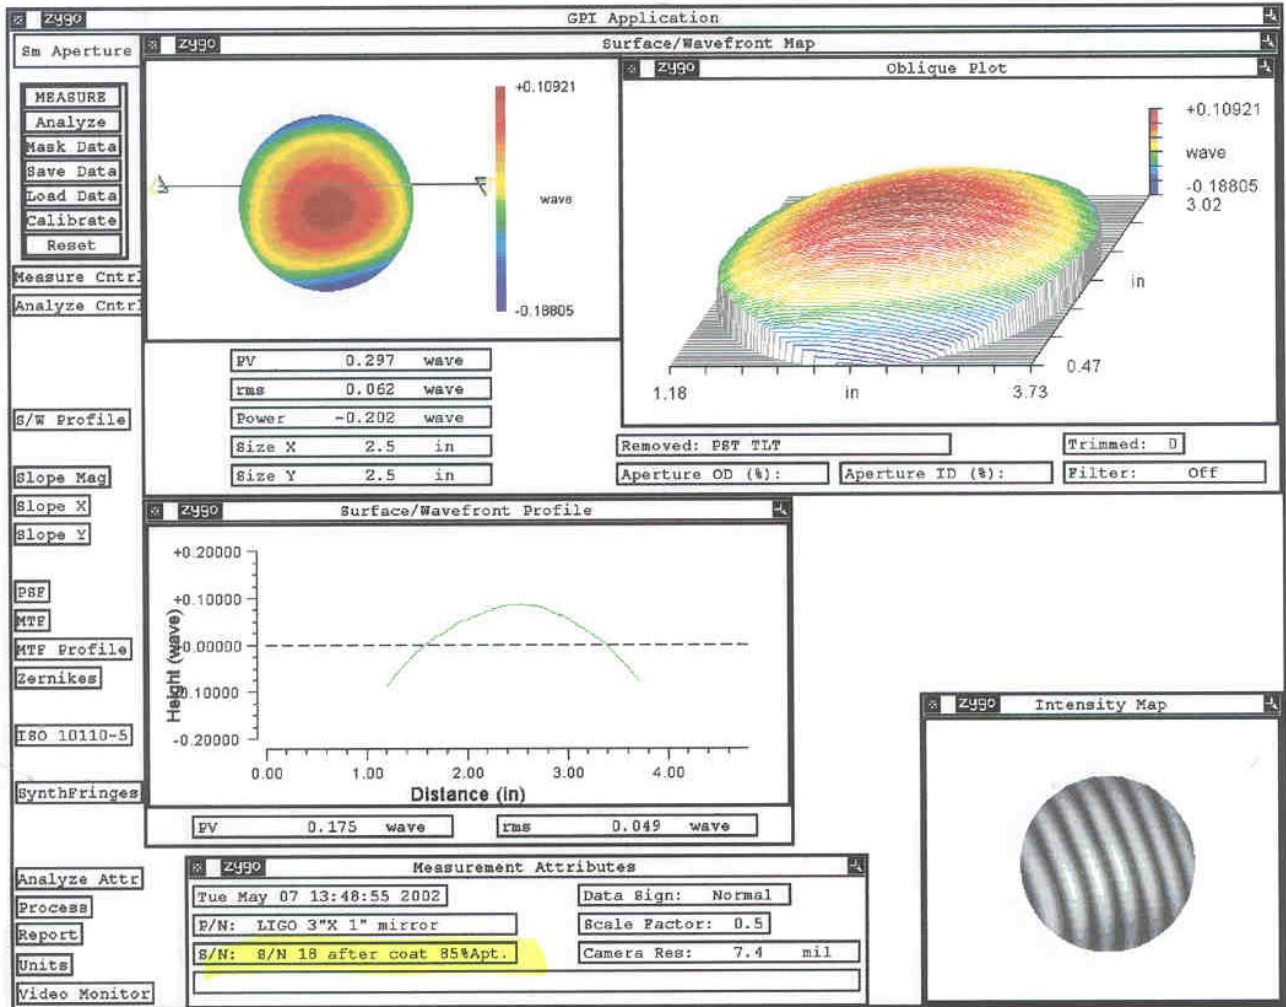 zygo GPI Application
Sm Aperture
MEASURE
Analyze
Mask Data
Save Data
Load Data
Calibrate
Reset
Measure Cntrl
Analyze Cntrl
S/W Profile
Slope Mag
Slope X
Slope Y
PSF
MTF
MTF Profile
Zernikes
ISO 10110-5
SynthFringes
Analyze Attr
Process
Report
Units
Video Monitor
zygo Surface/Wavefront Map
+0.10921
wave
-0.18805
PV 0.297 wave
rms 0.062 wave
Power -0.202 wave
Size X 2.5 in
Size Y 2.5 in
zygo Oblique Plot
+0.10921
wave
-0.18805
3.02
in
0.47
1.18 in 3.73
Removed: PST TLT Trimmed: 0
Aperture OD (%): Aperture ID (%): Filter: Off
zygo Surface/Wavefront Profile
+0.20000
+0.10000
+0.00000
-0.10000
-0.20000
Height (wave)
0.00 1.00 2.00 3.00 4.00
Distance (in)
PV 0.175 wave rms 0.049 wave
zygo Measurement Attributes
Tue May 07 13:48:55 2002 Data Sign: Normal
P/N: LIGO 3"X 1" mirror Scale Factor: 0.5
S/N: S/N 18 after coat 85%Apt. Camera Res: 7.4 mil
zygo Intensity Map